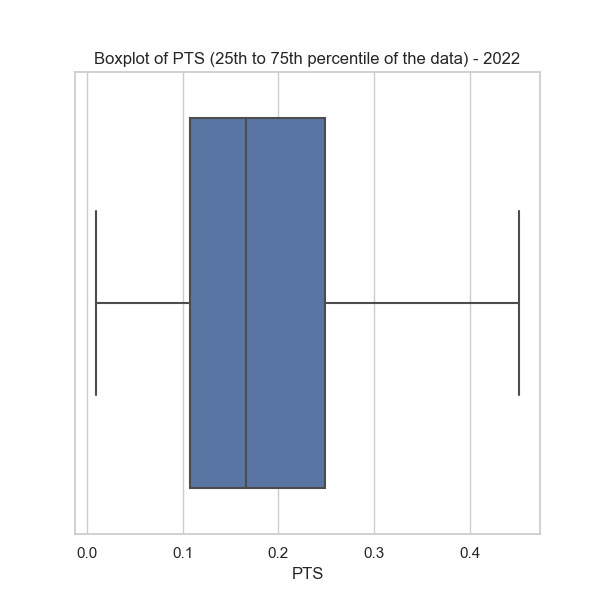 Boxplot of PTS (25th to 75th percentile of the data) - 2022
0.0 0.1 0.2 0.3 0.4
PTS